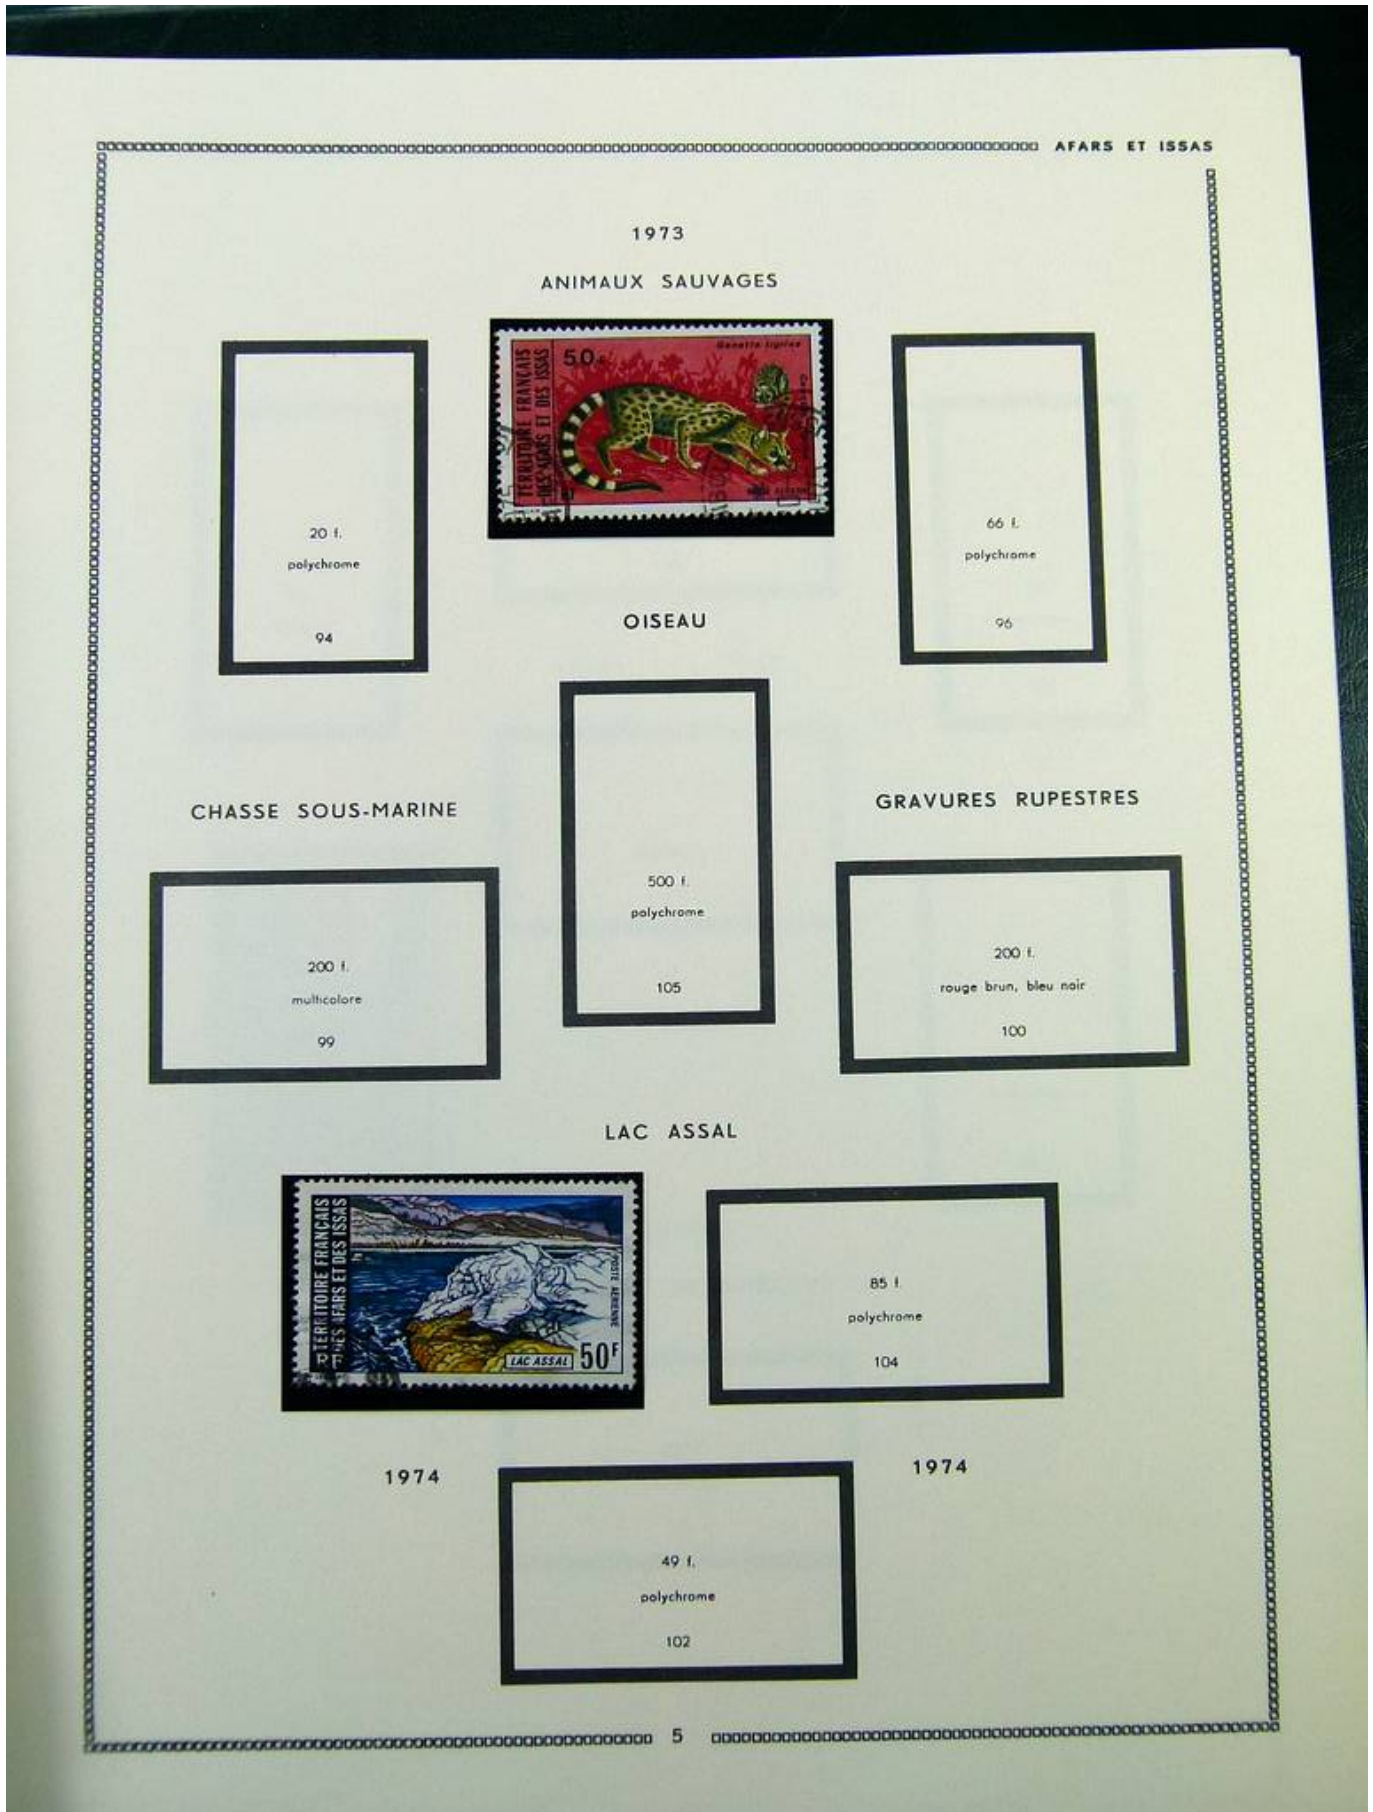 AFARS ET ISSAS
1973
ANIMAUX SAUVAGES
20 f.
polychrome
94
TERRITOIRE FRANÇAIS
DES AFARS ET DES ISSAS
50F
Genetta tigrina
66 f.
polychrome
96
OISEAU
500 f.
polychrome
105
CHASSE SOUS-MARINE
200 f.
multicolore
99
GRAVURES RUPESTRES
200 f.
rouge brun, bleu noir
100
LAC ASSAL
TERRITOIRE FRANÇAIS
DES AFARS ET DES ISSAS
RF
POSTE AÉRIENNE
LAC ASSAL
50F
85 f.
polychrome
104
1974
1974
49 f.
polychrome
102
5